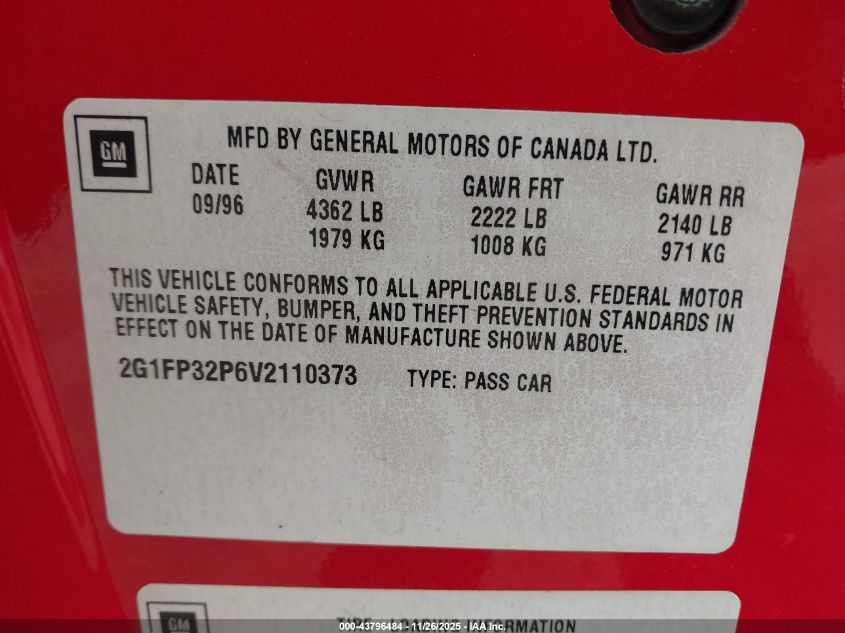 GM
MFD BY GENERAL MOTORS OF CANADA LTD.
DATE GVWR GAWR FRT GAWR RR
09/96 4362 LB 2222 LB 2140 LB
1979 KG 1008 KG 971 KG
THIS VEHICLE CONFORMS TO ALL APPLICABLE U.S. FEDERAL MOTOR
VEHICLE SAFETY, BUMPER, AND THEFT PREVENTION STANDARDS IN
EFFECT ON THE DATE OF MANUFACTURE SHOWN ABOVE.
2G1FP32P6V2110373 TYPE: PASS CAR
GM
INFORMATION
000-43796484 - 11/26/2025 - IAA Inc.